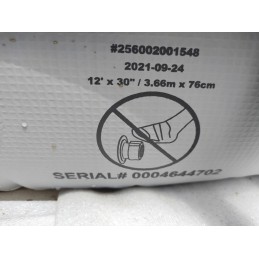 #256002001548
2021-09-24
12' x 30" / 3.66m x 76cm
SERIAL# 0004644702